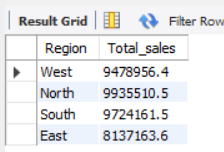 Result Grid Filter Row
Region Total_sales
West 9478956.4
North 9935510.5
South 9724161.5
East 8137163.6